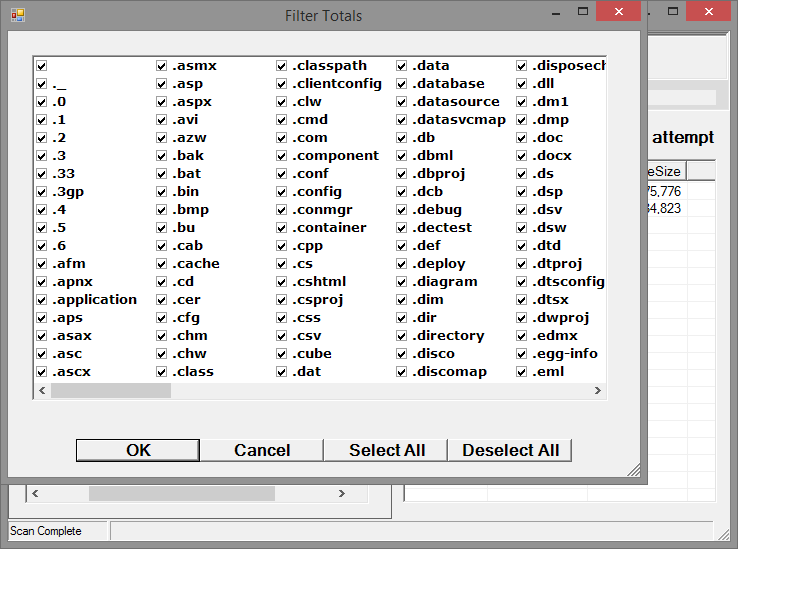 Filter Totals
.asmx .classpath .data .disposech
._ .asp .clientconfig .database .dll
.0 .aspx .clw .datasource .dm1
.1 .avi .cmd .datasvcmap .dmp
.2 .azw .com .db .doc
.3 .bak .component .dbml .docx
.33 .bat .conf .dbproj .ds
.3gp .bin .config .dcb .dsp
.4 .bmp .conmgr .debug .dsv
.5 .bu .container .dectest .dsw
.6 .cab .cpp .def .dtd
.afm .cache .cs .deploy .dtproj
.apnx .cd .cshtml .diagram .dtsconfig
.application .cer .csproj .dim .dtsx
.aps .cfg .css .dir .dwproj
.asax .chm .csv .directory .edmx
.asc .chw .cube .disco .egg-info
.ascx .class .dat .discomap .eml
OK Cancel Select All Deselect All
attempt
eSize
75,776
34,823
Scan Complete